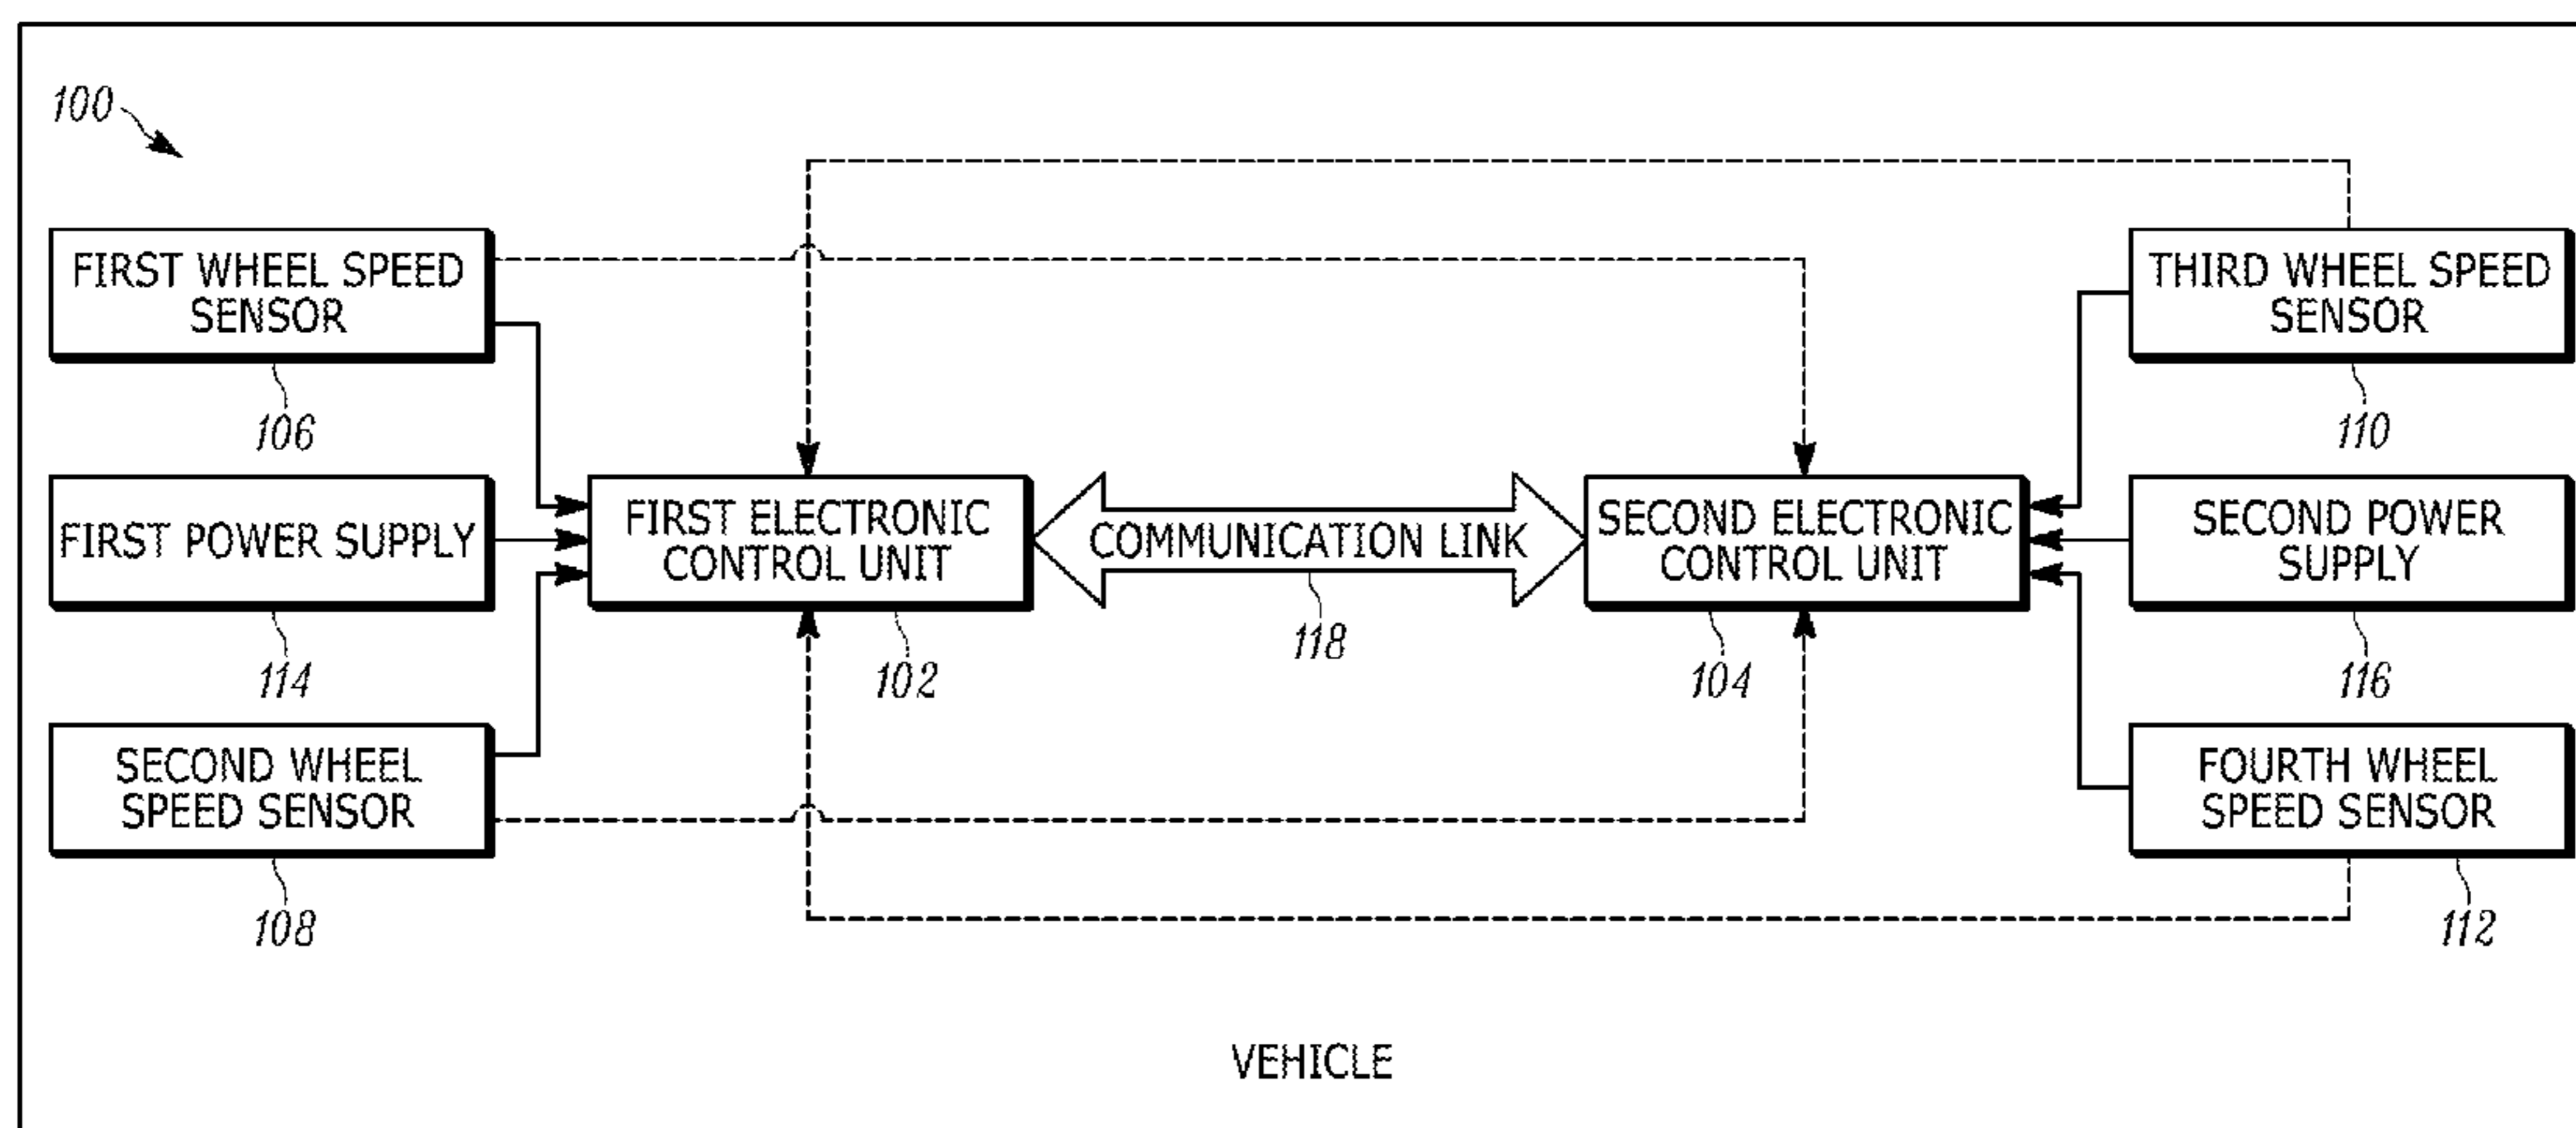 100
FIRST WHEEL SPEED
SENSOR
106
THIRD WHEEL SPEED
SENSOR
110
FIRST POWER SUPPLY
114
FIRST ELECTRONIC
CONTROL UNIT
102
COMMUNICATION LINK
118
SECOND ELECTRONIC
CONTROL UNIT
104
SECOND POWER
SUPPLY
116
SECOND WHEEL
SPEED SENSOR
108
FOURTH WHEEL
SPEED SENSOR
112
VEHICLE